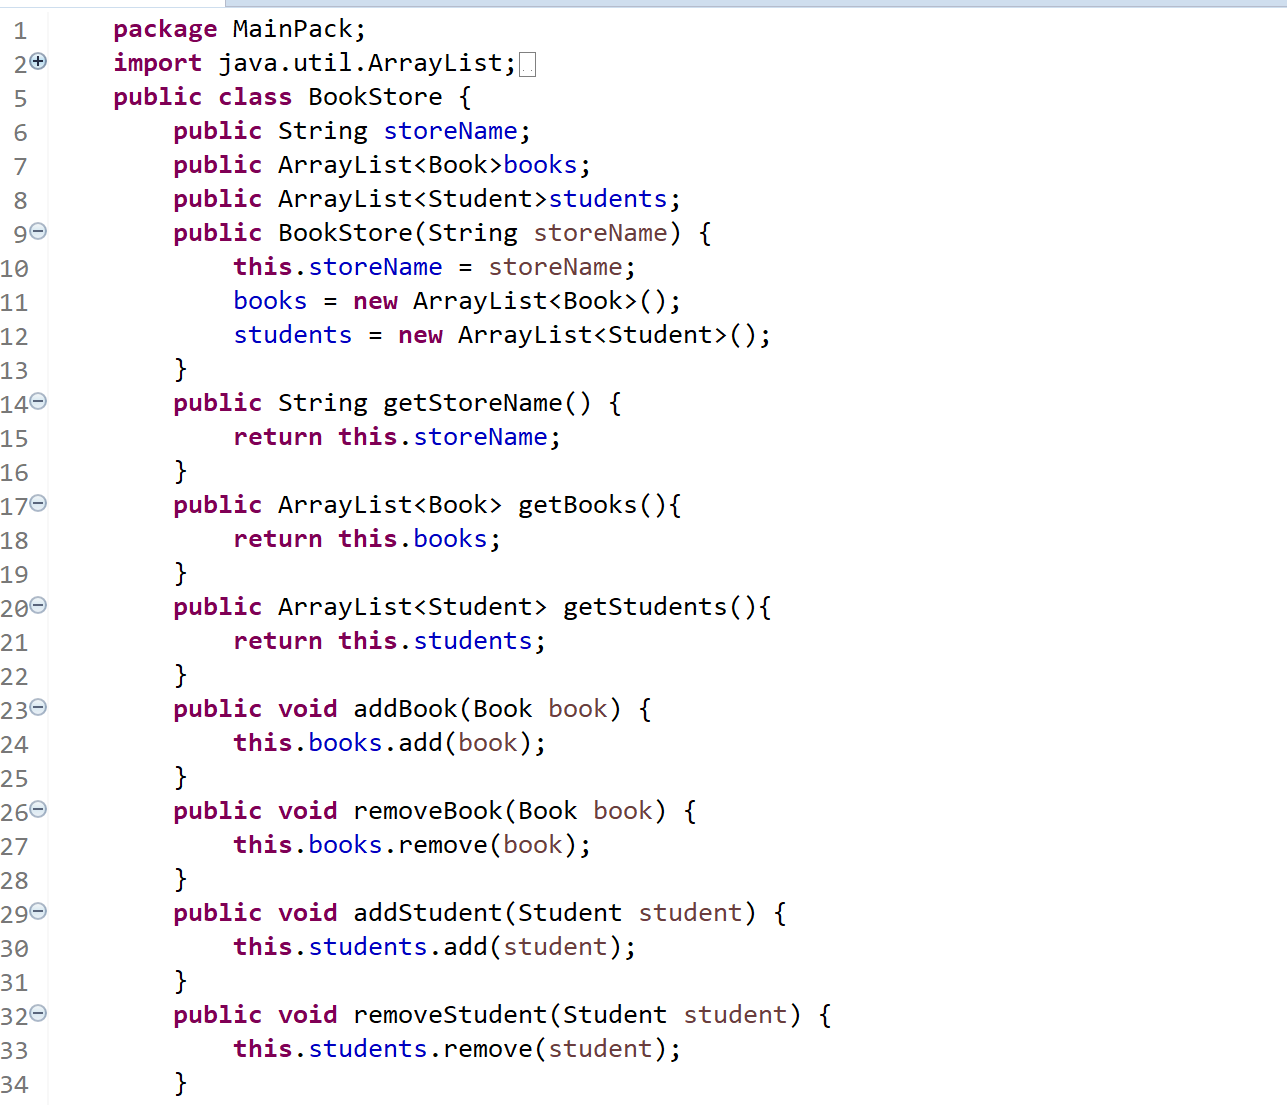 1 package MainPack;
2 import java.util.ArrayList;
5 public class BookStore {
6 public String storeName;
7 public ArrayList<Book>books;
8 public ArrayList<Student>students;
9 public BookStore(String storeName) {
10 this.storeName = storeName;
11 books = new ArrayList<Book>();
12 students = new ArrayList<Student>();
13 }
14 public String getStoreName() {
15 return this.storeName;
16 }
17 public ArrayList<Book> getBooks(){
18 return this.books;
19 }
20 public ArrayList<Student> getStudents(){
21 return this.students;
22 }
23 public void addBook(Book book) {
24 this.books.add(book);
25 }
26 public void removeBook(Book book) {
27 this.books.remove(book);
28 }
29 public void addStudent(Student student) {
30 this.students.add(student);
31 }
32 public void removeStudent(Student student) {
33 this.students.remove(student);
34 }